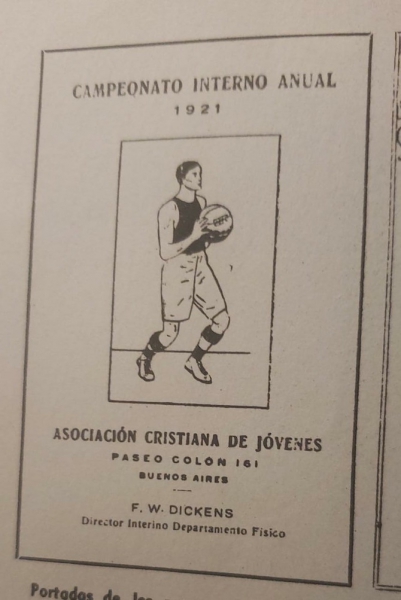 CAMPEONATO INTERNO ANUAL
1921
ASOCIACIÓN CRISTIANA DE JÓVENES
PASEO COLÓN 161
BUENOS AIRES
F. W. DICKENS
Director Interino Departamento Físico
Portadas de